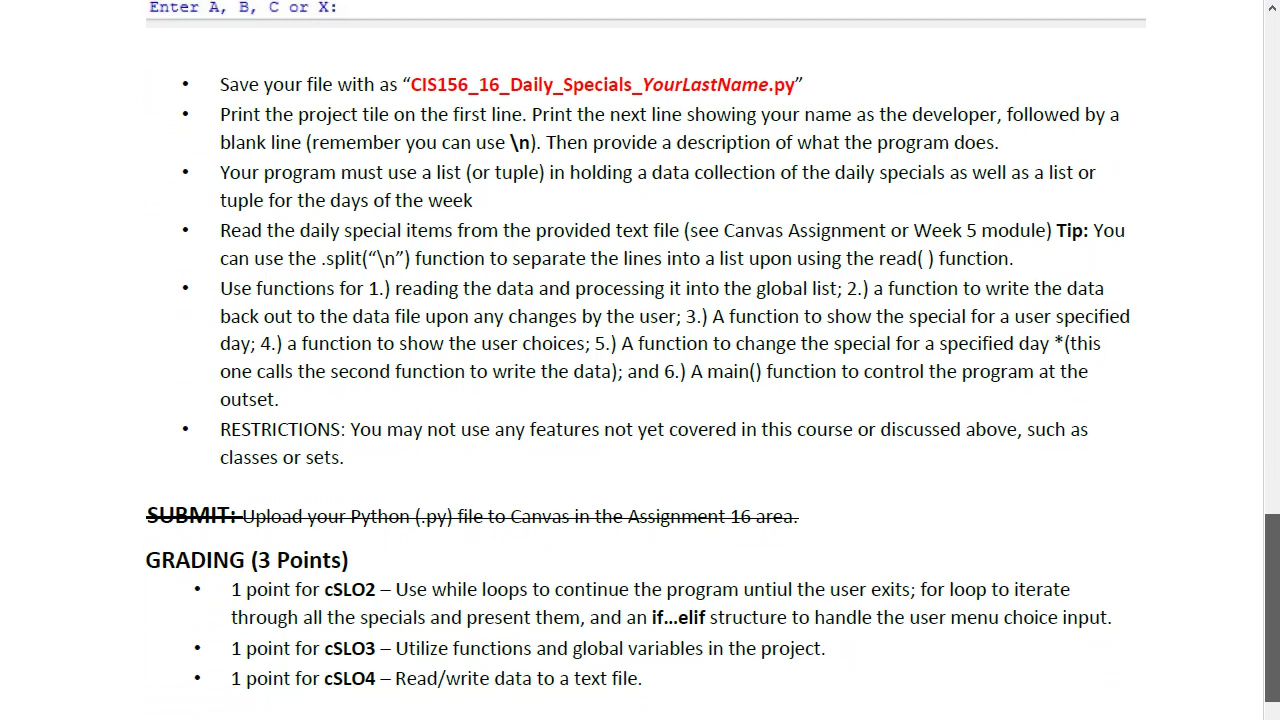 Enter A, B, C or X:
• Save your file with as “CIS156_16_Daily_Specials_YourLastName.py”
• Print the project tile on the first line. Print the next line showing your name as the developer, followed by a
blank line (remember you can use \n). Then provide a description of what the program does.
• Your program must use a list (or tuple) in holding a data collection of the daily specials as well as a list or
tuple for the days of the week
• Read the daily special items from the provided text file (see Canvas Assignment or Week 5 module) Tip: You
can use the .split(“\n”) function to separate the lines into a list upon using the read( ) function.
• Use functions for 1.) reading the data and processing it into the global list; 2.) a function to write the data
back out to the data file upon any changes by the user; 3.) A function to show the special for a user specified
day; 4.) a function to show the user choices; 5.) A function to change the special for a specified day *(this
one calls the second function to write the data); and 6.) A main() function to control the program at the
outset.
• RESTRICTIONS: You may not use any features not yet covered in this course or discussed above, such as
classes or sets.
SUBMIT: Upload your Python (.py) file to Canvas in the Assignment 16 area.
GRADING (3 Points)
• 1 point for cSLO2 – Use while loops to continue the program untiul the user exits; for loop to iterate
through all the specials and present them, and an if…elif structure to handle the user menu choice input.
• 1 point for cSLO3 – Utilize functions and global variables in the project.
• 1 point for cSLO4 – Read/write data to a text file.